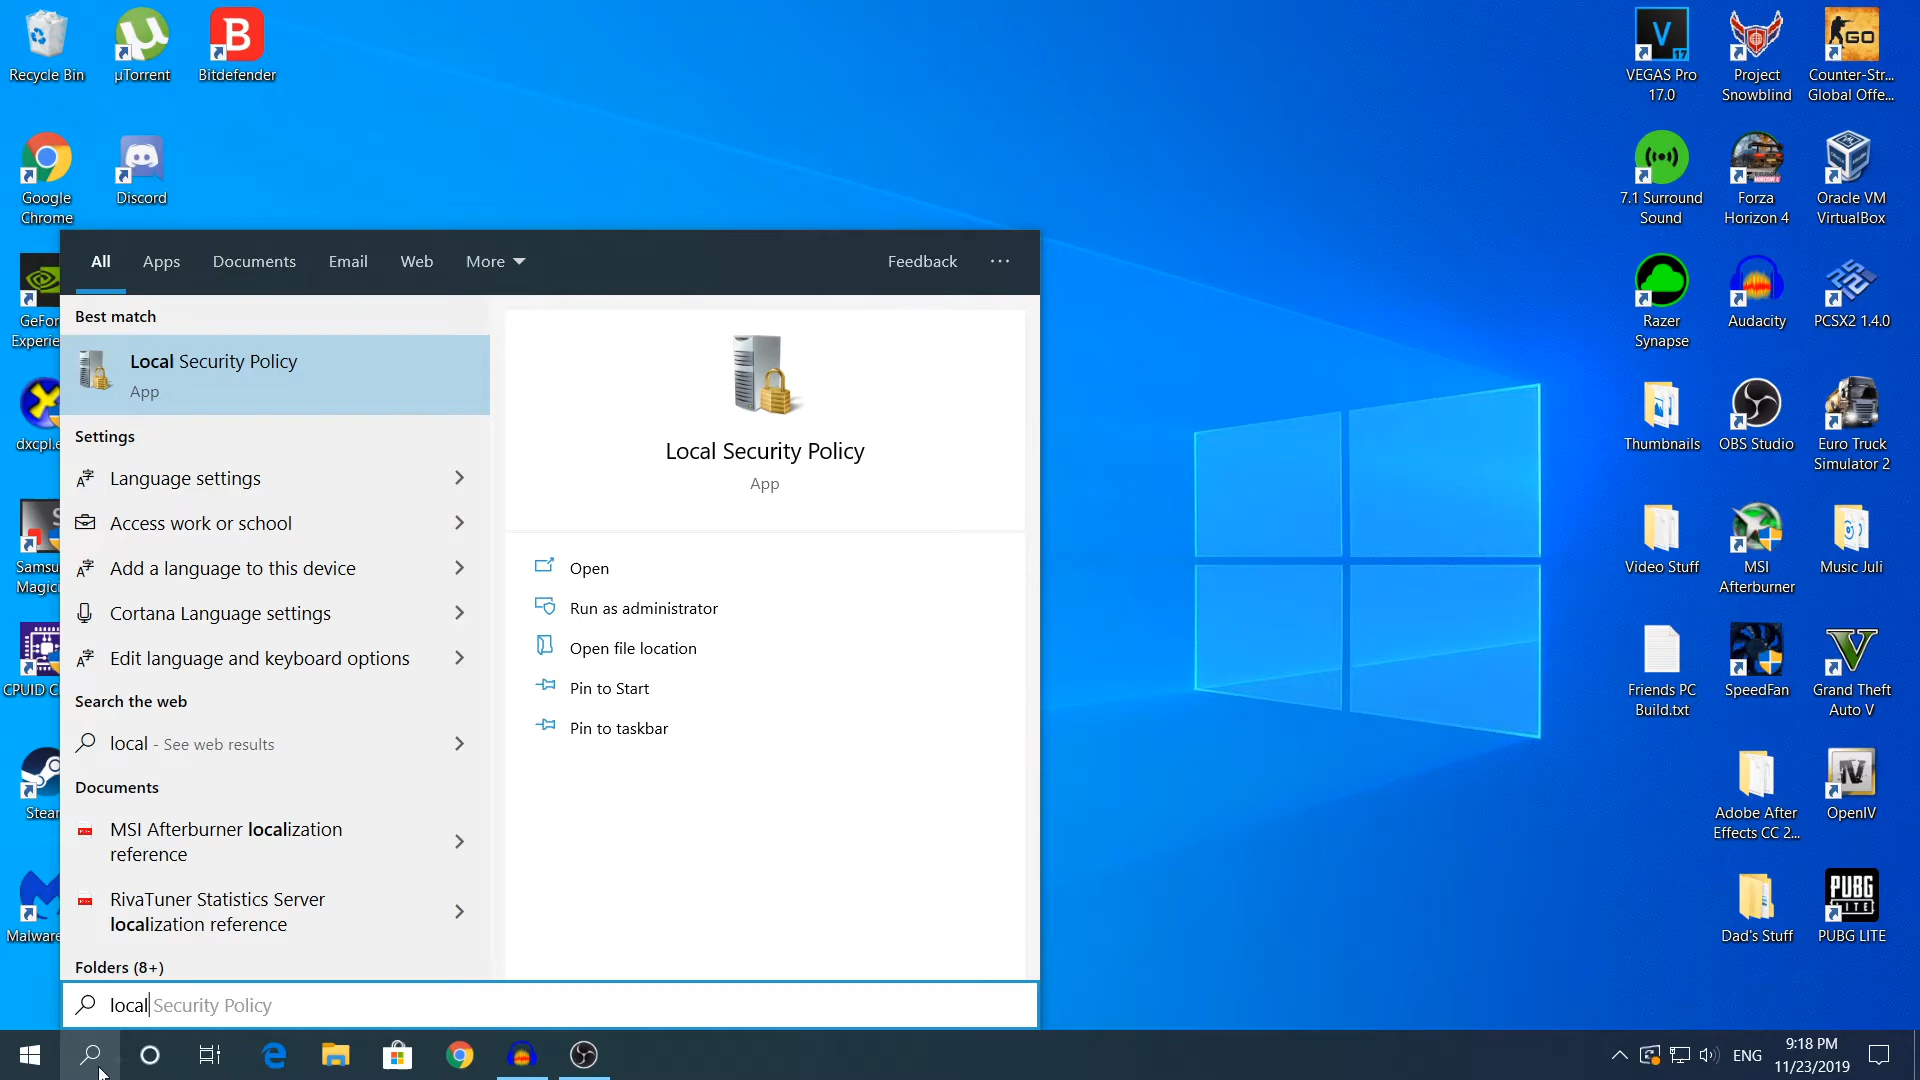 Recycle Bin
µTorrent
Bitdefender
Google
Chrome
Discord
GeFor
Experie
dxcpl.e
Samsu
Magici
CPUID C
Stear
Malware
All
Apps
Documents
Email
Web
More
Feedback
...
Best match
Local Security Policy
App
Settings
Language settings
Access work or school
Add a language to this device
Cortana Language settings
Edit language and keyboard options
Search the web
local - See web results
Documents
MSI Afterburner localization
reference
RivaTuner Statistics Server
localization reference
Folders (8+)
local Security Policy
Local Security Policy
App
Open
Run as administrator
Open file location
Pin to Start
Pin to taskbar
VEGAS Pro
17.0
Project
Snowblind
Counter-Str...
Global Offe...
7.1 Surround
Sound
Forza
Horizon 4
Oracle VM
VirtualBox
Razer
Synapse
Audacity
PCSX2 1.4.0
Thumbnails
OBS Studio
Euro Truck
Simulator 2
Video Stuff
MSI
Afterburner
Music Juli
Friends PC
Build.txt
SpeedFan
Grand Theft
Auto V
Adobe After
Effects CC 2...
OpenIV
Dad's Stuff
PUBG LITE
ENG
9:18 PM
11/23/2019